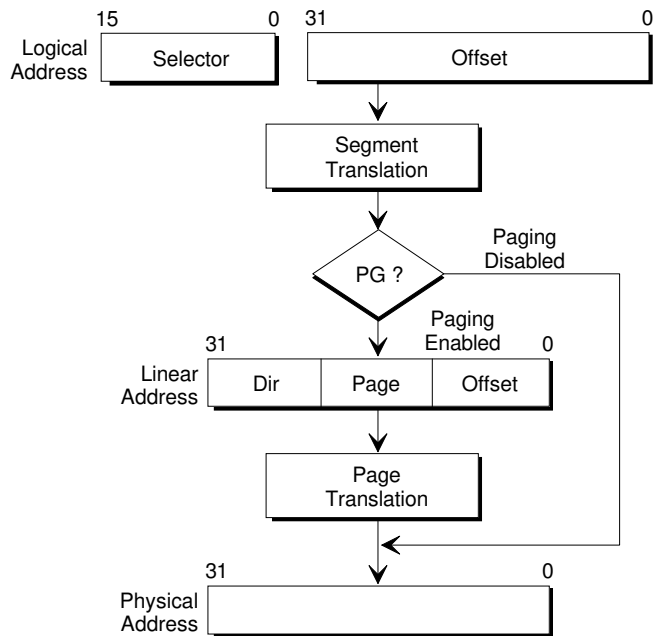 15 0 31 0
Logical
Address
Selector
Offset
Segment
Translation
PG ?
Paging
Disabled
Paging
Enabled
31 0
Linear
Address
Dir Page Offset
Page
Translation
31 0
Physical
Address